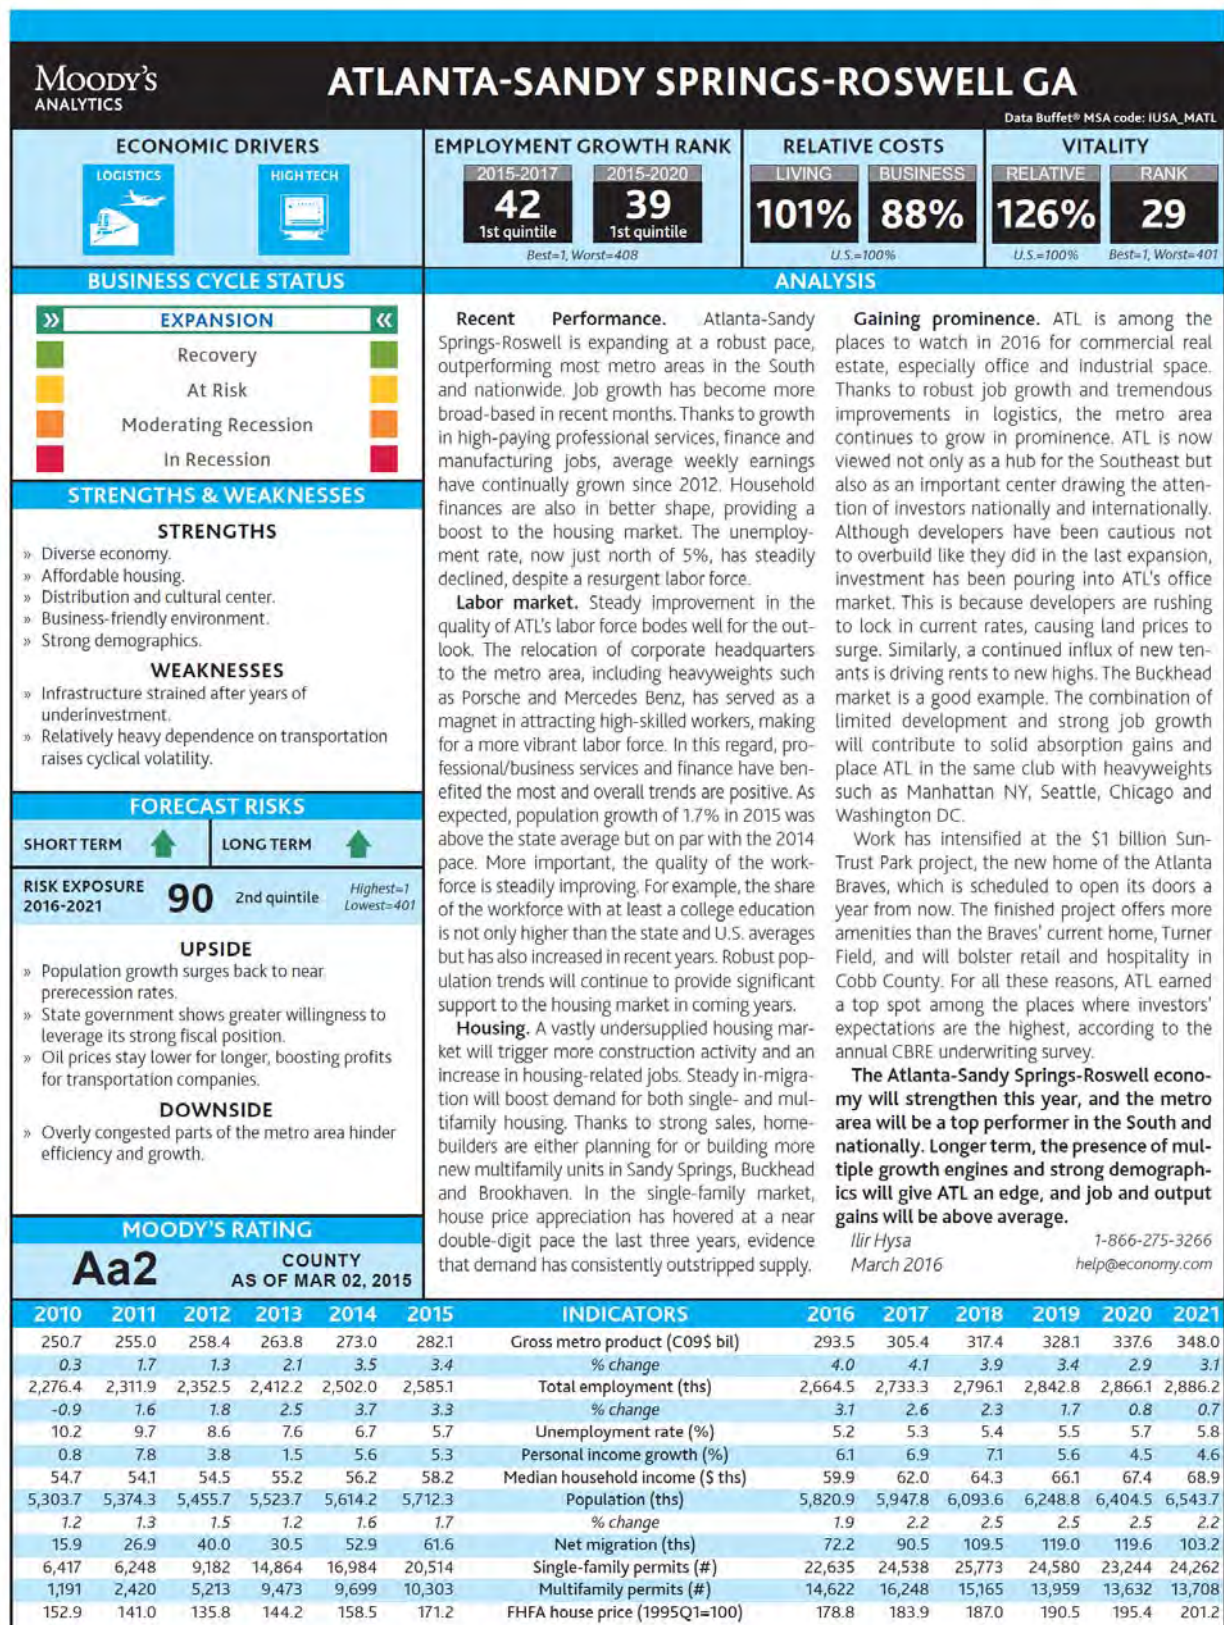 MOODY'S
ANALYTICS
ATLANTA-SANDY SPRINGS-ROSWELL GA
Data Buffet® MSA code: IUSA_MATL
ECONOMIC DRIVERS
LOGISTICS
HIGH TECH
EMPLOYMENT GROWTH RANK
2015-2017
42
1st quintile
2015-2020
39
1st quintile
Best=1, Worst=408
RELATIVE COSTS
LIVING
101%
BUSINESS
88%
U.S.=100%
VITALITY
RELATIVE
126%
U.S.=100%
RANK
29
Best=1, Worst=401
BUSINESS CYCLE STATUS
» EXPANSION «
Recovery
At Risk
Moderating Recession
In Recession
STRENGTHS & WEAKNESSES
STRENGTHS
» Diverse economy.
» Affordable housing.
» Distribution and cultural center.
» Business-friendly environment.
» Strong demographics.
WEAKNESSES
» Infrastructure strained after years of
underinvestment.
» Relatively heavy dependence on transportation
raises cyclical volatility.
FORECAST RISKS
SHORT TERM
LONG TERM
RISK EXPOSURE
2016-2021
90
2nd quintile
Highest=1
Lowest=401
UPSIDE
» Population growth surges back to near
prerecession rates.
» State government shows greater willingness to
leverage its strong fiscal position.
» Oil prices stay lower for longer, boosting profits
for transportation companies.
DOWNSIDE
» Overly congested parts of the metro area hinder
efficiency and growth.
MOODY'S RATING
Aa2
COUNTY
AS OF MAR 02, 2015
ANALYSIS
Recent Performance. Atlanta-Sandy
Springs-Roswell is expanding at a robust pace,
outperforming most metro areas in the South
and nationwide. Job growth has become more
broad-based in recent months. Thanks to growth
in high-paying professional services, finance and
manufacturing jobs, average weekly earnings
have continually grown since 2012. Household
finances are also in better shape, providing a
boost to the housing market. The unemploy-
ment rate, now just north of 5%, has steadily
declined, despite a resurgent labor force.
Labor market. Steady improvement in the
quality of ATL's labor force bodes well for the out-
look. The relocation of corporate headquarters
to the metro area, including heavyweights such
as Porsche and Mercedes Benz, has served as a
magnet in attracting high-skilled workers, making
for a more vibrant labor force. In this regard, pro-
fessional/business services and finance have ben-
efited the most and overall trends are positive. As
expected, population growth of 1.7% in 2015 was
above the state average but on par with the 2014
pace. More important, the quality of the work-
force is steadily improving. For example, the share
of the workforce with at least a college education
is not only higher than the state and U.S. averages
but has also increased in recent years. Robust pop-
ulation trends will continue to provide significant
support to the housing market in coming years.
Housing. A vastly undersupplied housing mar-
ket will trigger more construction activity and an
increase in housing-related jobs. Steady in-migra-
tion will boost demand for both single- and mul-
tifamily housing. Thanks to strong sales, home-
builders are either planning for or building more
new multifamily units in Sandy Springs, Buckhead
and Brookhaven. In the single-family market,
house price appreciation has hovered at a near
double-digit pace the last three years, evidence
that demand has consistently outstripped supply.
Gaining prominence. ATL is among the
places to watch in 2016 for commercial real
estate, especially office and industrial space.
Thanks to robust job growth and tremendous
improvements in logistics, the metro area
continues to grow in prominence. ATL is now
viewed not only as a hub for the Southeast but
also as an important center drawing the atten-
tion of investors nationally and internationally.
Although developers have been cautious not
to overbuild like they did in the last expansion,
investment has been pouring into ATL's office
market. This is because developers are rushing
to lock in current rates, causing land prices to
surge. Similarly, a continued influx of new ten-
ants is driving rents to new highs. The Buckhead
market is a good example. The combination of
limited development and strong job growth
will contribute to solid absorption gains and
place ATL in the same club with heavyweights
such as Manhattan NY, Seattle, Chicago and
Washington DC.
Work has intensified at the $1 billion Sun-
Trust Park project, the new home of the Atlanta
Braves, which is scheduled to open its doors a
year from now. The finished project offers more
amenities than the Braves' current home, Turner
Field, and will bolster retail and hospitality in
Cobb County. For all these reasons, ATL earned
a top spot among the places where investors'
expectations are the highest, according to the
annual CBRE underwriting survey.
The Atlanta-Sandy Springs-Roswell econo-
my will strengthen this year, and the metro
area will be a top performer in the South and
nationally. Longer term, the presence of mul-
tiple growth engines and strong demograph-
ics will give ATL an edge, and job and output
gains will be above average.
Ilir Hysa 1-866-275-3266
March 2016 help@economy.com
2010 2011 2012 2013 2014 2015 INDICATORS 2016 2017 2018 2019 2020 2021
250.7 255.0 258.4 263.8 273.0 282.1 Gross metro product (C09$ bil) 293.5 305.4 317.4 328.1 337.6 348.0
0.3 1.7 1.3 2.1 3.5 3.4 % change 4.0 4.1 3.9 3.4 2.9 3.1
2,276.4 2,311.9 2,352.5 2,412.2 2,502.0 2,585.1 Total employment (ths) 2,664.5 2,733.3 2,796.1 2,842.8 2,866.1 2,886.2
-0.9 1.6 1.8 2.5 3.7 3.3 % change 3.1 2.6 2.3 1.7 0.8 0.7
10.2 9.7 8.6 7.6 6.7 5.7 Unemployment rate (%) 5.2 5.3 5.4 5.5 5.7 5.8
0.8 7.8 3.8 1.5 5.6 5.3 Personal income growth (%) 6.1 6.9 7.1 5.6 4.5 4.6
54.7 54.1 54.5 55.2 56.2 58.2 Median household income ($ ths) 59.9 62.0 64.3 66.1 67.4 68.9
5,303.7 5,374.3 5,455.7 5,523.7 5,614.2 5,712.3 Population (ths) 5,820.9 5,947.8 6,093.6 6,248.8 6,404.5 6,543.7
1.2 1.3 1.5 1.2 1.6 1.7 % change 1.9 2.2 2.5 2.5 2.5 2.2
15.9 26.9 40.0 30.5 52.9 61.6 Net migration (ths) 72.2 90.5 109.5 119.0 119.6 103.2
6,417 6,248 9,182 14,864 16,984 20,514 Single-family permits (#) 22,635 24,538 25,773 24,580 23,244 24,262
1,191 2,420 5,213 9,473 9,699 10,303 Multifamily permits (#) 14,622 16,248 15,165 13,959 13,632 13,708
152.9 141.0 135.8 144.2 158.5 171.2 FHFA house price (1995Q1=100) 178.8 183.9 187.0 190.5 195.4 201.2